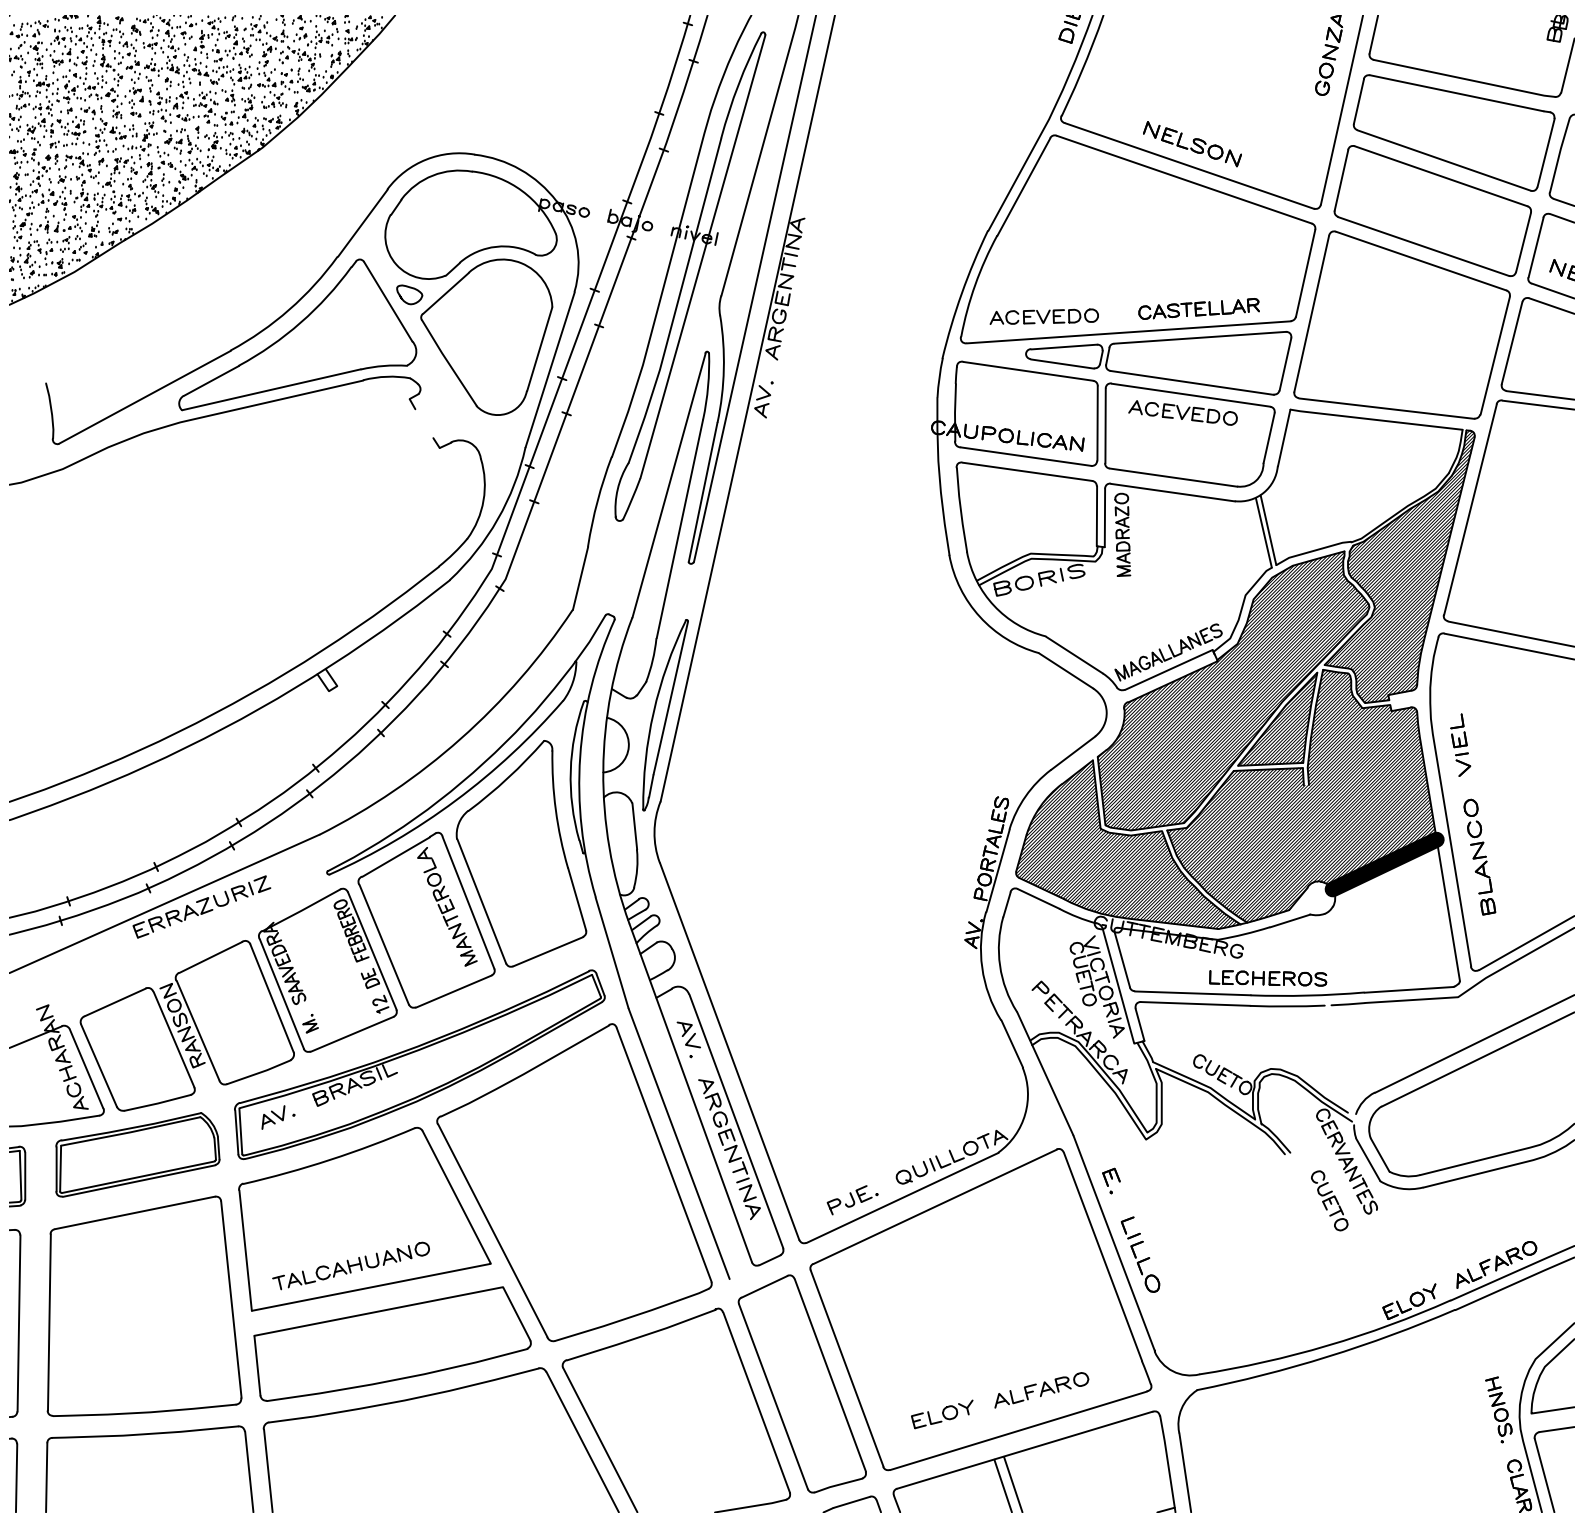 NELSON
paso bajo nivel
AV. ARGENTINA
ACEVEDO
CASTELLAR
ACEVEDO
CAUPOLICAN
MADRAZO
BORIS
MAGALLANES
BLANCO VIEL
AV. PORTALES
MANTEROLA
ERRAZURIZ
12 DE FEBRERO
M. SAAVEDRA
GUTTEMBERG
VICTORIA
CUETO
LECHEROS
RANSON
ACHARAN
PETRARCA
AV. ARGENTINA
AV. BRASIL
CUETO
CERVANTES
CUETO
PJE. QUILLOTA
E. LILLO
TALCAHUANO
ELOY ALFARO
ELOY ALFARO
HNOS. CLAR
GONZA